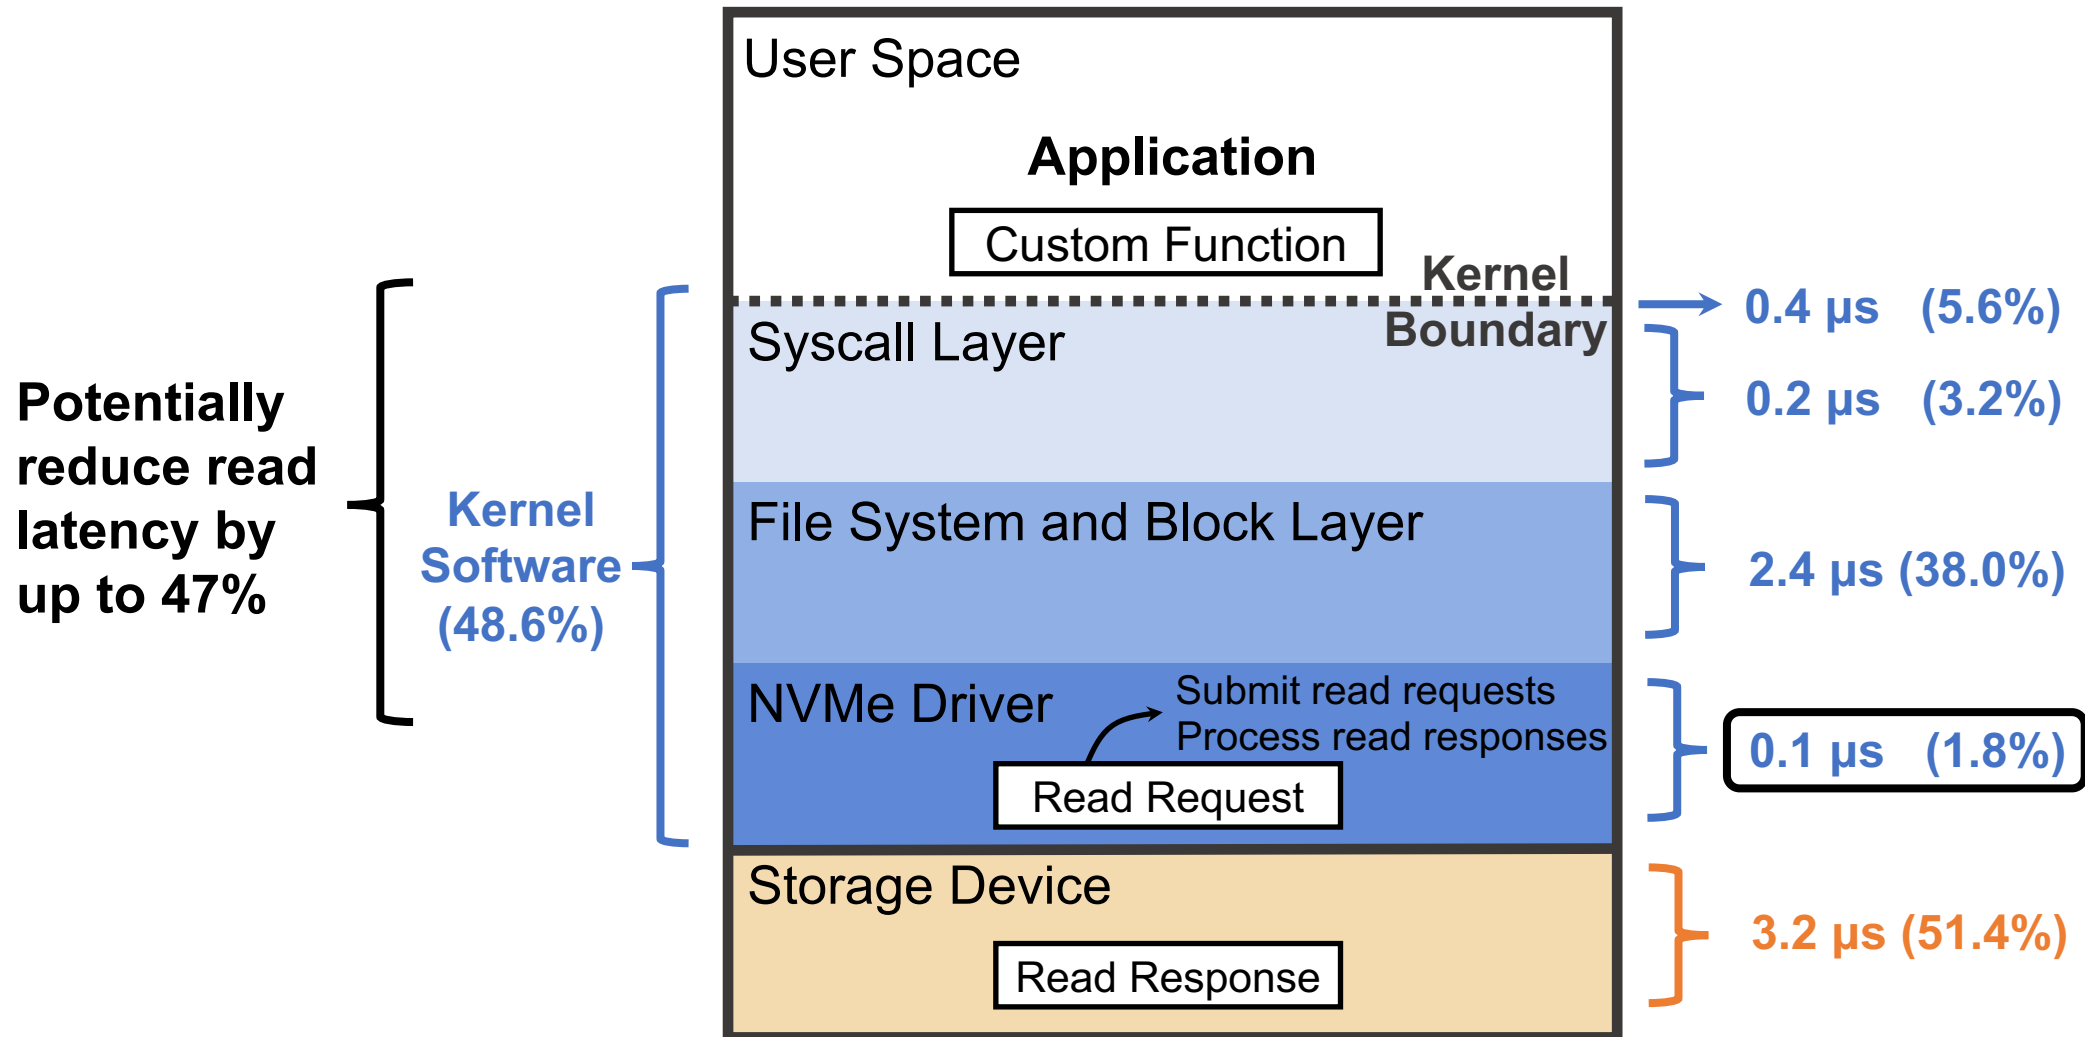 User Space
Application
Custom Function
Kernel
Boundary
0.4 µs (5.6%)
Syscall Layer
0.2 µs (3.2%)
Potentially
reduce read
latency by
up to 47%
Kernel
Software
(48.6%)
File System and Block Layer
2.4 µs (38.0%)
NVMe Driver
Submit read requests
Process read responses
0.1 µs (1.8%)
Read Request
Storage Device
3.2 µs (51.4%)
Read Response